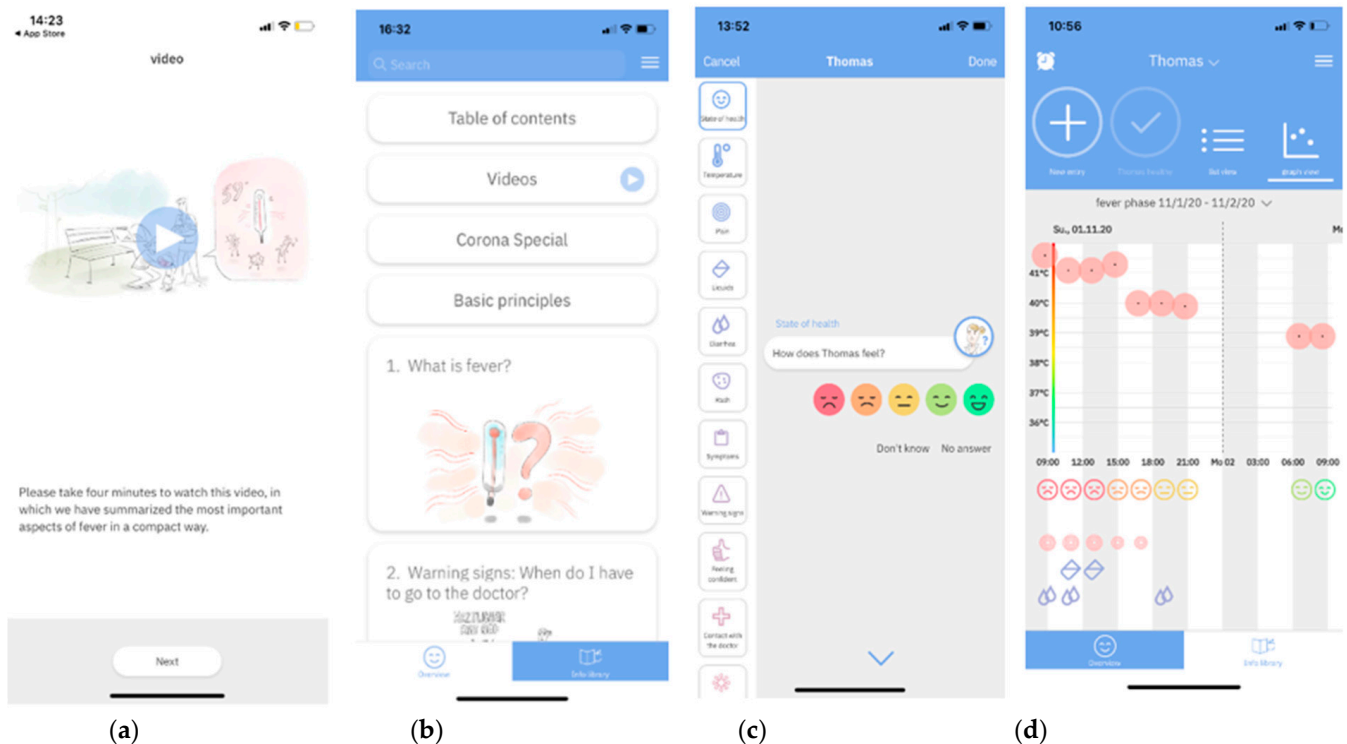 14:23
◀ App Store
video
Please take four minutes to watch this video, in
which we have summarized the most important
aspects of fever in a compact way.
Next
(a)
16:32
Search
Table of contents
Videos
Corona Special
Basic principles
1. What is fever?
2. Warning signs: When do I have
to go to the doctor?
Overview
Info library
(b)
13:52
Cancel
Thomas
Done
State of health
Temperature
Pain
Liquids
Diarrhea
Rash
Symptoms
Warning signs
Feeling
confident
Contact with
the doctor
State of health
How does Thomas feel?
Don't know
No answer
(c)
10:56
Thomas
New entry
Thomas healthy
list view
graph view
fever phase 11/1/20 - 11/2/20
Su., 01.11.20
41°C
40°C
39°C
38°C
37°C
36°C
09:00 12:00 15:00 18:00 21:00 Mo 02 03:00 06:00 09:00
Overview
Info library
(d)